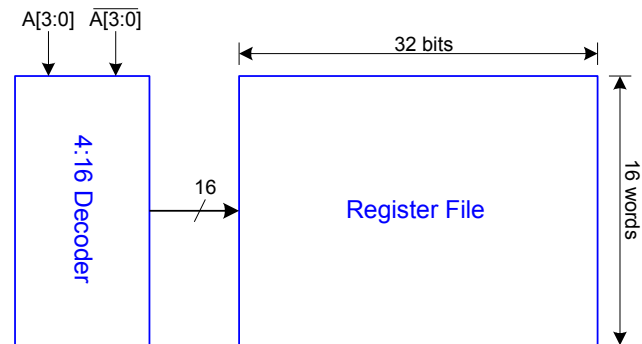 A[3:0] A̅[̅3̅:̅0̅]̅
32 bits
4:16 Decoder
16
Register File
16 words